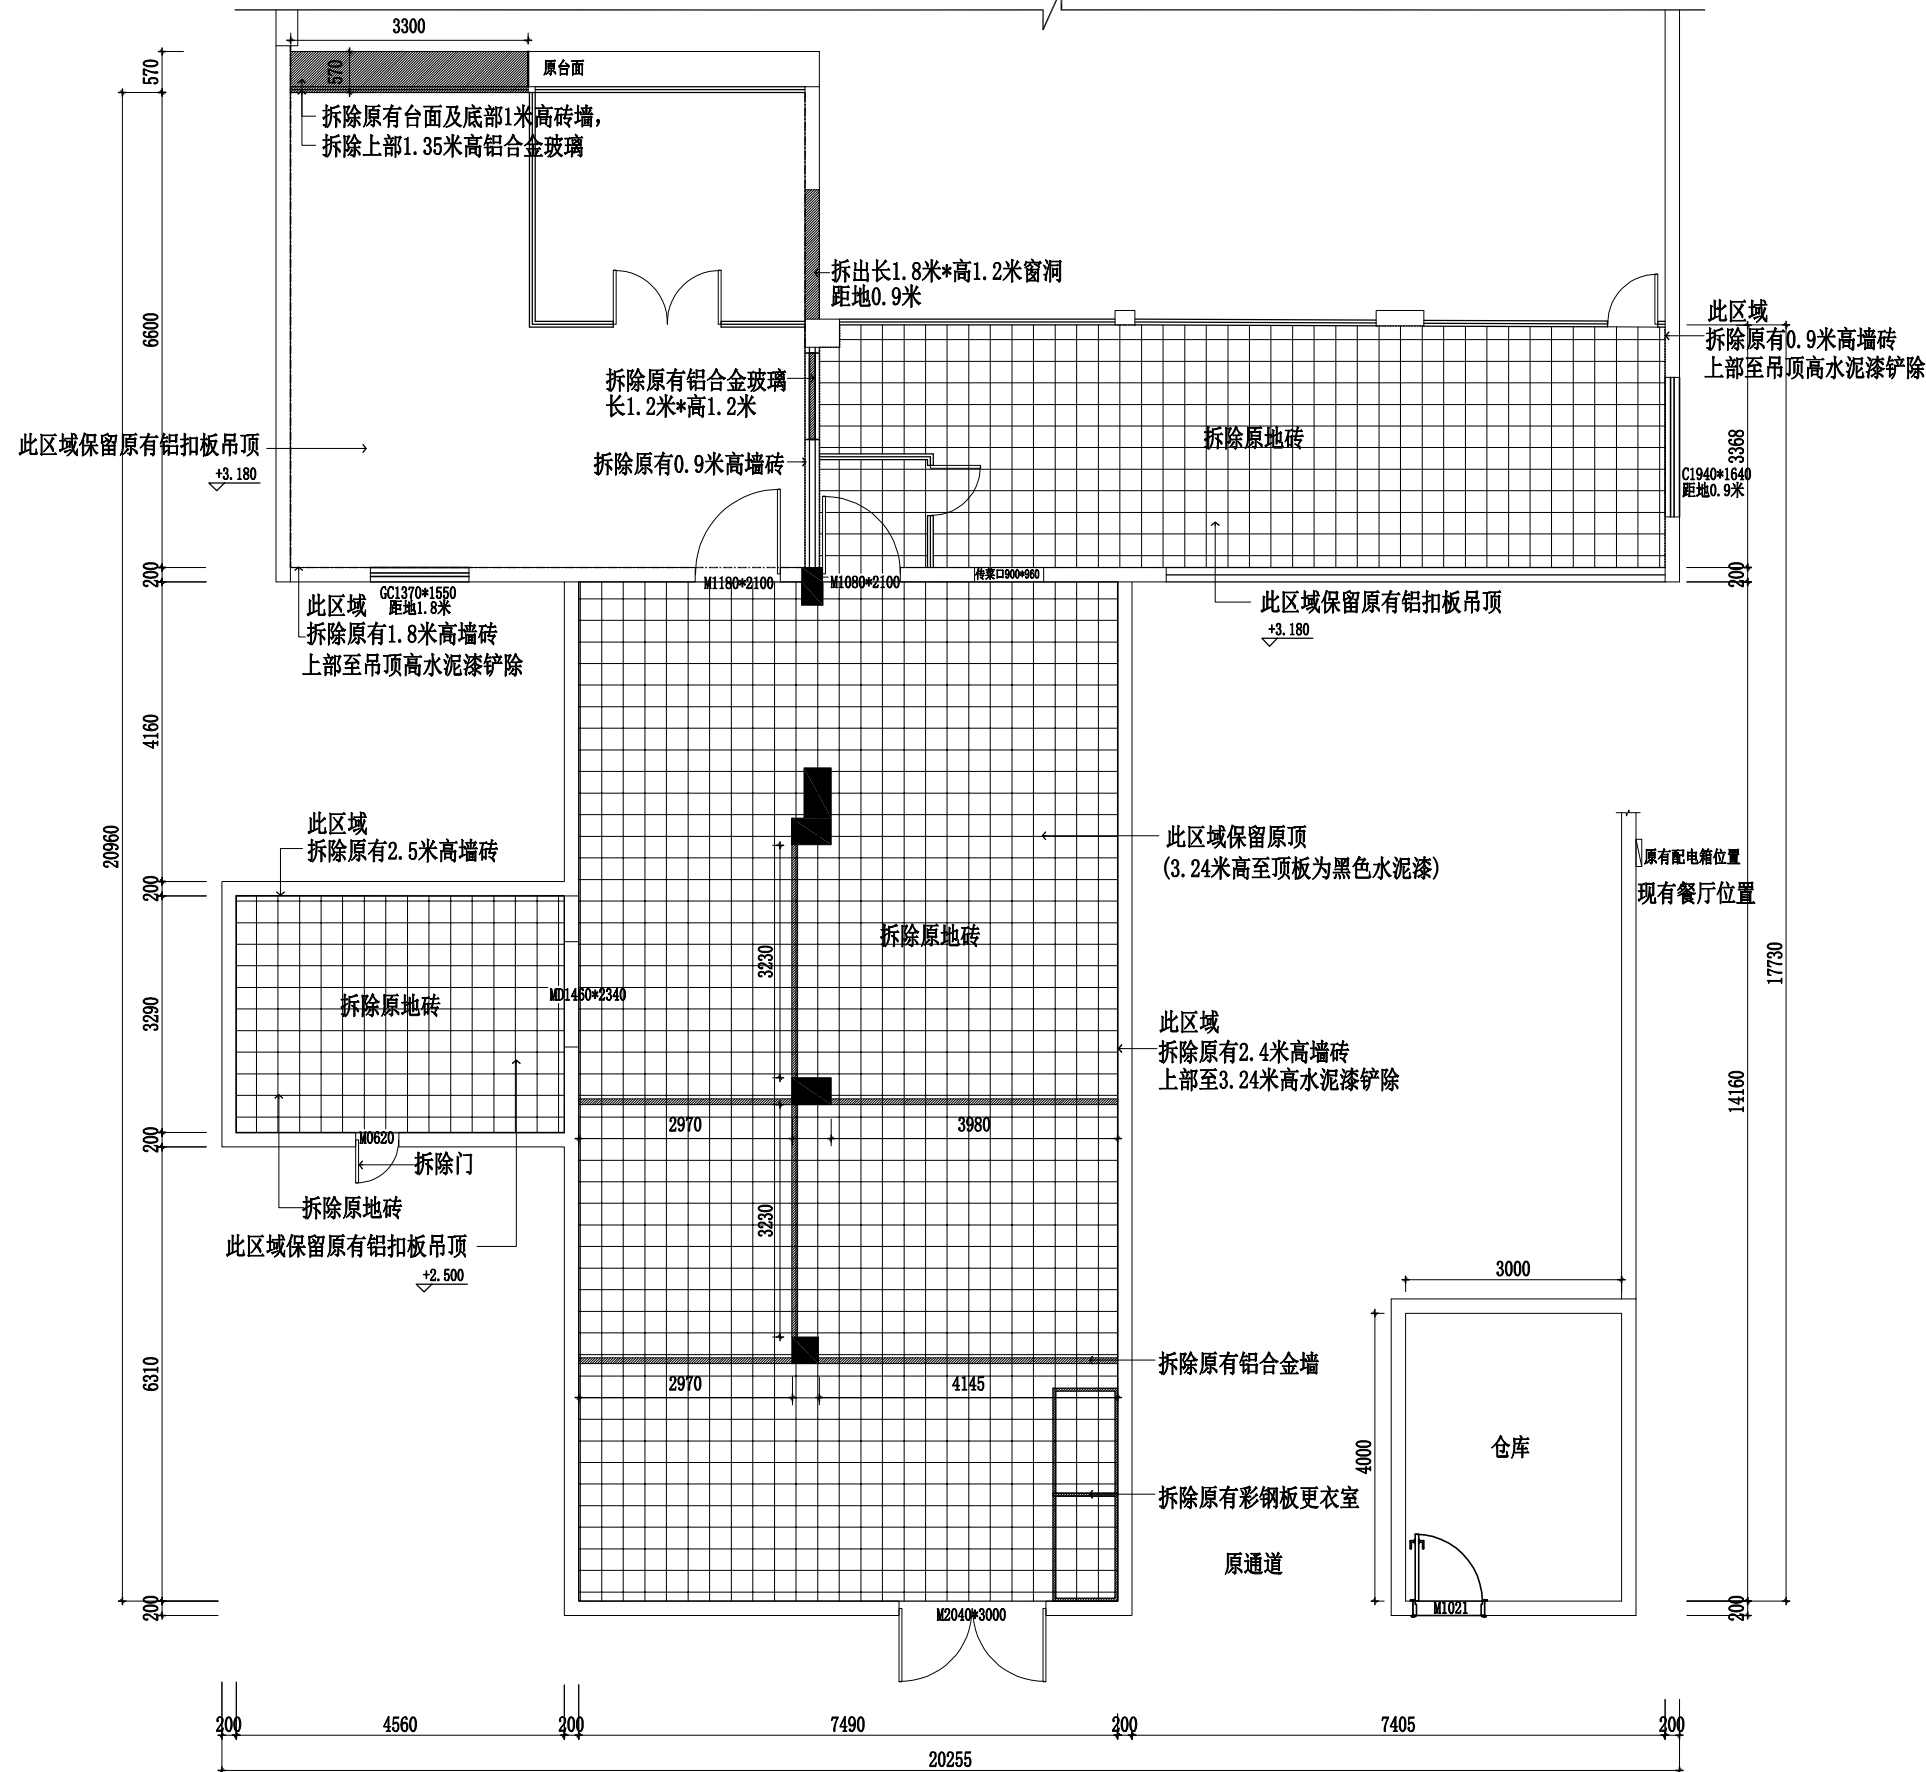 3300
570
570
原台面
拆除原有台面及底部1米高砖墙，
拆除上部1.35米高铝合金玻璃
拆出长1.8米*高1.2米窗洞
距地0.9米
此区域
拆除原有0.9米高墙砖
上部至吊顶高水泥漆铲除
6600
拆除原有铝合金玻璃
长1.2米*高1.2米
拆除原地砖
3368
此区域保留原有铝扣板吊顶
+3.180
拆除原有0.9米高墙砖
C1940*1640
距地0.9米
200
M1180*2100
M1080*2100
传菜口900*960
200
GC1370*1550
距地1.8米
此区域
拆除原有1.8米高墙砖
上部至吊顶高水泥漆铲除
此区域保留原有铝扣板吊顶
+3.180
4160
20960
此区域
拆除原有2.5米高墙砖
此区域保留原顶
(3.24米高至顶板为黑色水泥漆)
原有配电箱位置
现有餐厅位置
200
拆除原地砖
3230
17730
拆除原地砖
MD1460*2340
3290
此区域
拆除原有2.4米高墙砖
上部至3.24米高水泥漆铲除
14160
2970
3980
200
M0620
拆除门
拆除原地砖
3230
此区域保留原有铝扣板吊顶
+2.500
3000
6310
拆除原有铝合金墙
2970
4145
4000
仓库
拆除原有彩钢板更衣室
原通道
200
M2040*3000
M1021
200
200
4560
200
7490
200
7405
200
20255